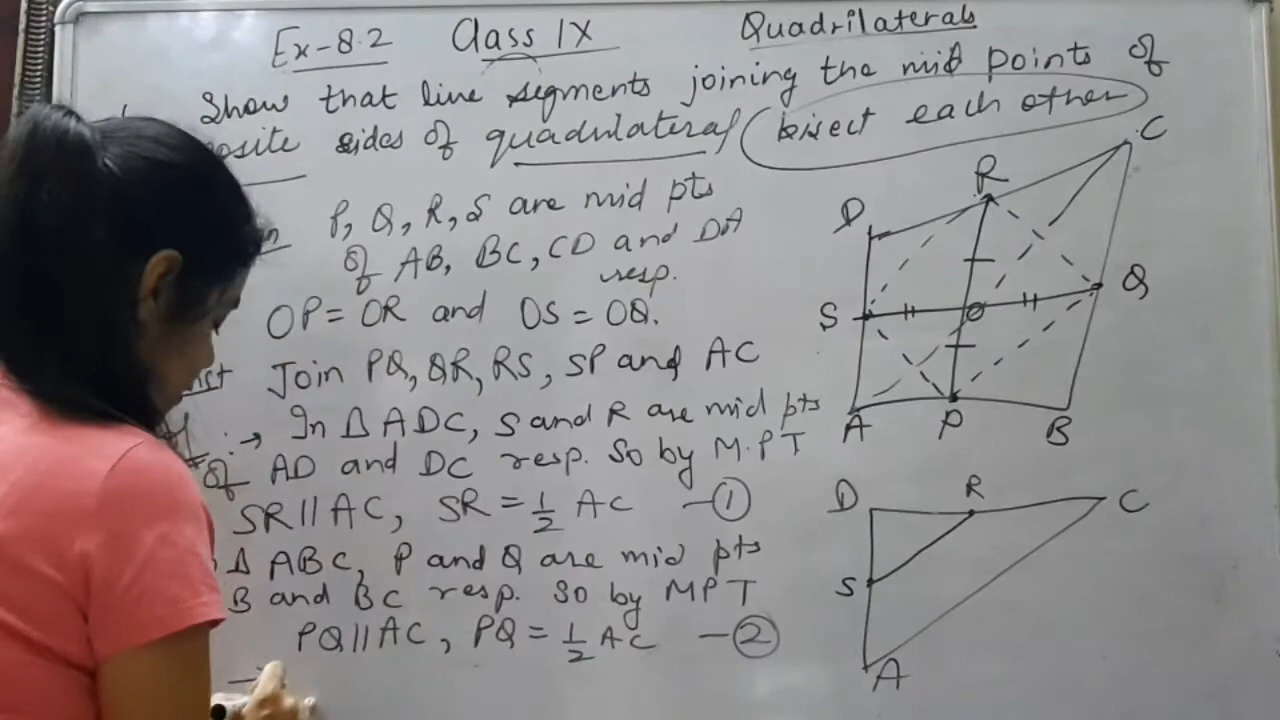 Ex-8.2 Class IX Quadrilaterals
Show that line segments joining the mid points of
sides of quadrilateral bisect each other
P, Q, R, S are mid pts
of AB, BC, CD and DA
resp.
OP = OR and OS = OQ.
Join PQ, QR, RS, SP and AC
:→ In Δ ADC, S and R are mid pts
of AD and DC resp. So by M.P.T
SR || AC, SR = 1/2 AC — ①
Δ ABC, P and Q are mid pts
B and BC resp. So by MPT
PQ || AC, PQ = 1/2 AC — ②
C
R
D
Q
S
O
A
P
B
D
R
C
S
A